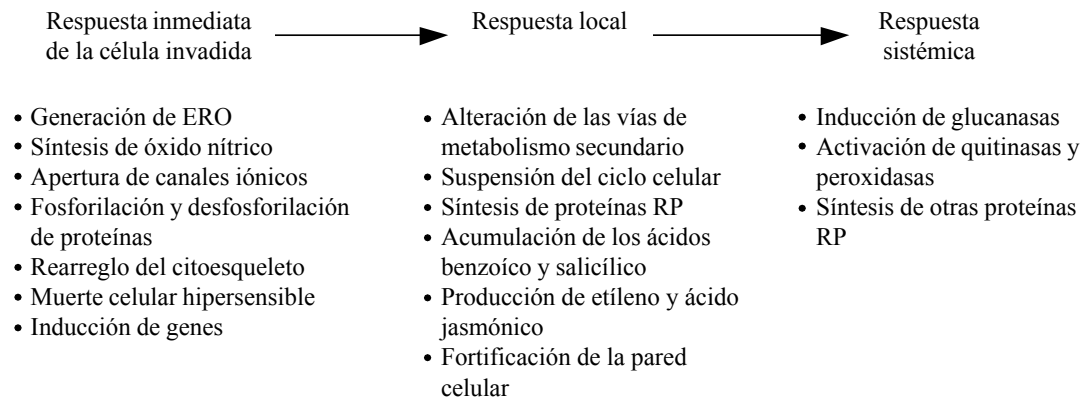 Respuesta inmediata
de la célula invadida
Respuesta local
Respuesta
sistémica
• Generación de ERO
• Síntesis de óxido nítrico
• Apertura de canales iónicos
• Fosforilación y desfosforilación
de proteínas
• Rearreglo del citoesqueleto
• Muerte celular hipersensible
• Inducción de genes
• Alteración de las vías de
metabolismo secundario
• Suspensión del ciclo celular
• Síntesis de proteínas RP
• Acumulación de los ácidos
benzoíco y salicílico
• Producción de etíleno y ácido
jasmónico
• Fortificación de la pared
celular
• Inducción de glucanasas
• Activación de quitinasas y
peroxidasas
• Síntesis de otras proteínas
RP